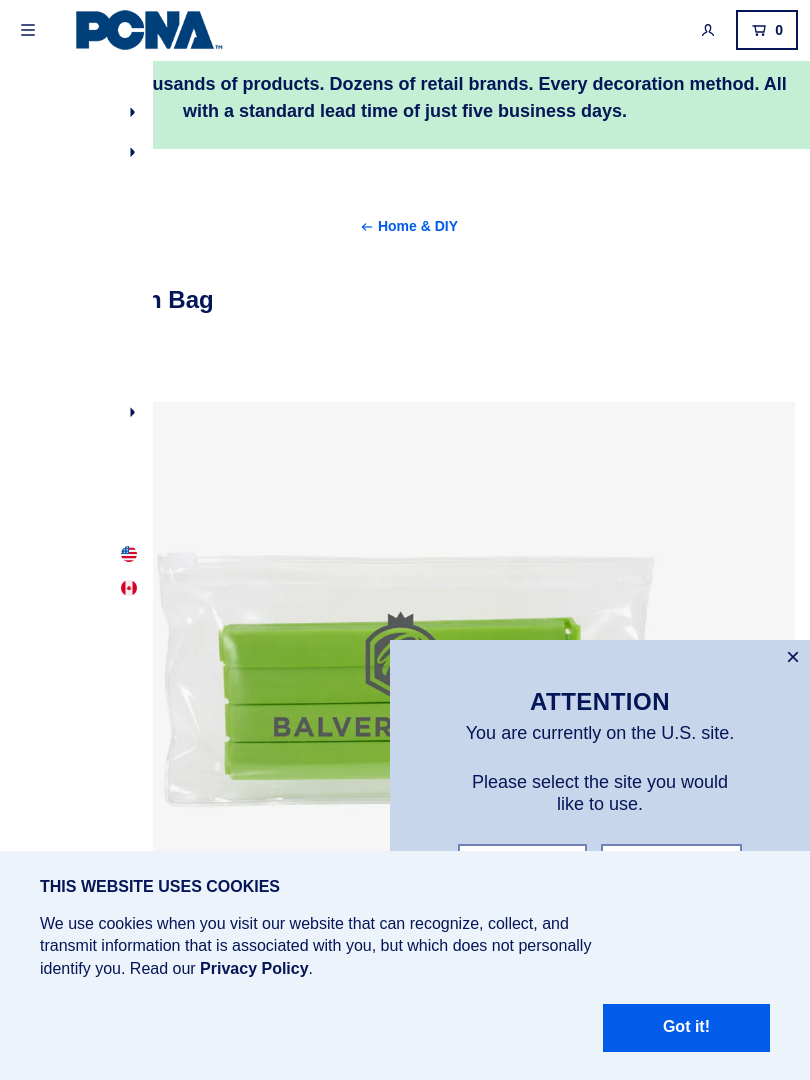 PCNA
™
0
usands of products. Dozens of retail brands. Every decoration method. All
with a standard lead time of just five business days.
Home & DIY
Bag
BALVER
ATTENTION
You are currently on the U.S. site.
Please select the site you would
like to use.
THIS WEBSITE USES COOKIES
We use cookies when you visit our website that can recognize, collect, and
transmit information that is associated with you, but which does not personally
identify you. Read our Privacy Policy.
Got it!